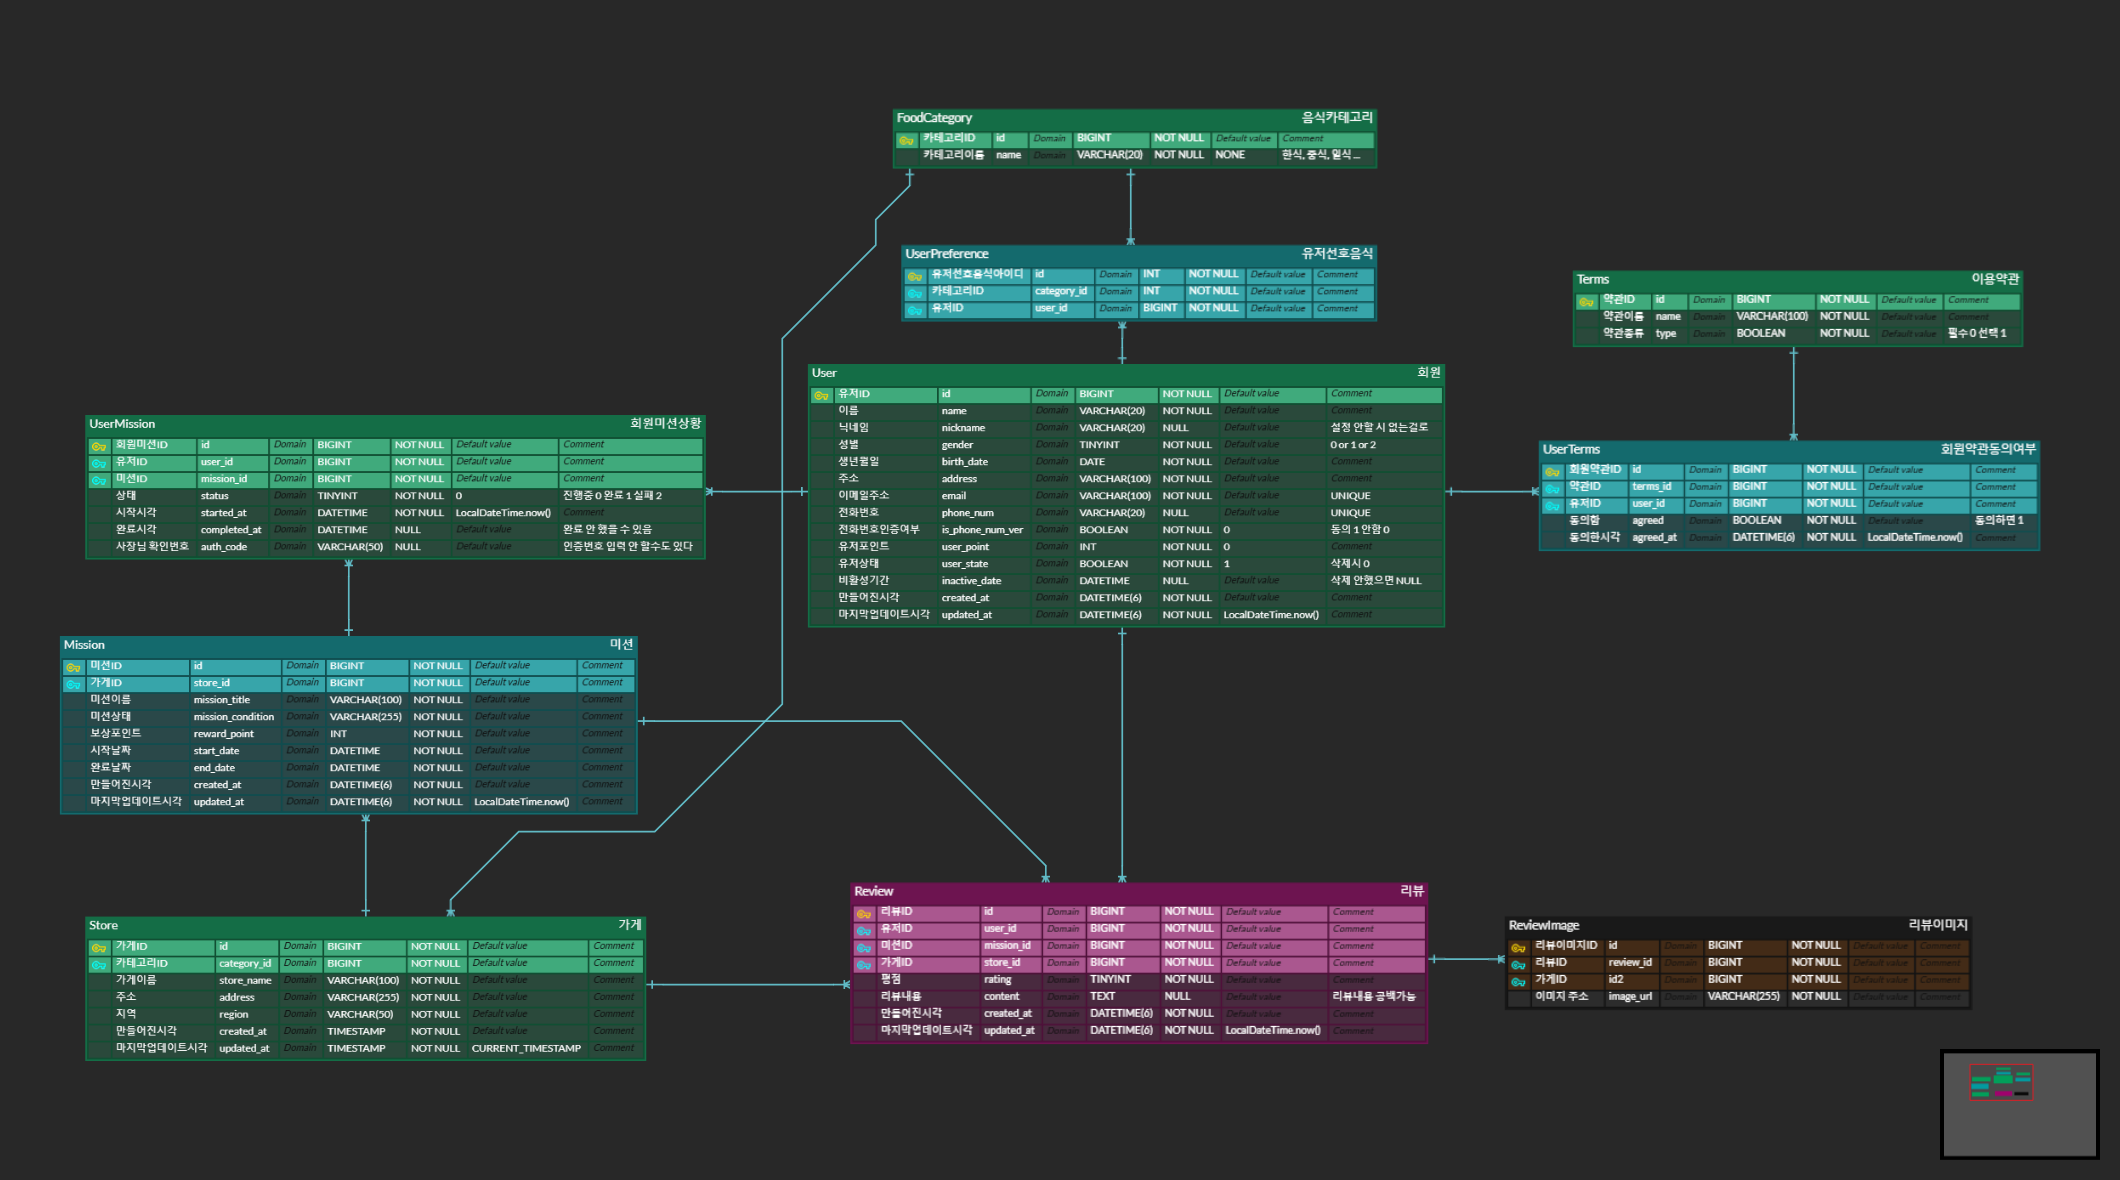 FoodCategory 음식카테고리
카테고리ID id Domain BIGINT NOT NULL Default value Comment
카테고리이름 name Domain VARCHAR(20) NOT NULL NONE 한식, 중식, 일식 ...
UserPreference 유저선호음식
유저선호음식아이디 id Domain INT NOT NULL Default value Comment
카테고리ID category_id Domain INT NOT NULL Default value Comment
유저ID user_id Domain BIGINT NOT NULL Default value Comment
Terms 이용약관
약관ID id Domain BIGINT NOT NULL Default value Comment
약관이름 name Domain VARCHAR(100) NOT NULL Default value Comment
약관종류 type Domain BOOLEAN NOT NULL Default value 필수 0 선택 1
User 회원
유저ID id Domain BIGINT NOT NULL Default value Comment
이름 name Domain VARCHAR(20) NOT NULL Default value Comment
닉네임 nickname Domain VARCHAR(20) NULL Default value 설정 안할 시 없는걸로
성별 gender Domain TINYINT NOT NULL Default value 0 or 1 or 2
생년월일 birth_date Domain DATE NOT NULL Default value Comment
주소 address Domain VARCHAR(100) NOT NULL Default value Comment
이메일주소 email Domain VARCHAR(100) NOT NULL Default value UNIQUE
전화번호 phone_num Domain VARCHAR(20) NULL Default value UNIQUE
전화번호인증여부 is_phone_num_ver Domain BOOLEAN NOT NULL 0 동의 1 안함 0
유저포인트 user_point Domain INT NOT NULL 0 Comment
유저상태 user_state Domain BOOLEAN NOT NULL 1 삭제시 0
비활성기간 inactive_date Domain DATETIME NULL Default value 삭제 안했으면 NULL
만들어진시각 created_at Domain DATETIME(6) NOT NULL Default value Comment
마지막업데이트시각 updated_at Domain DATETIME(6) NOT NULL LocalDateTime.now() Comment
UserMission 회원미션상황
회원미션ID id Domain BIGINT NOT NULL Default value Comment
유저ID user_id Domain BIGINT NOT NULL Default value Comment
미션ID mission_id Domain BIGINT NOT NULL Default value Comment
상태 status Domain TINYINT NOT NULL 0 진행중 0 완료 1 실패 2
시작시각 started_at Domain DATETIME NOT NULL LocalDateTime.now() Comment
완료시각 completed_at Domain DATETIME NULL Default value 완료 안 했을 수 있음
사장님 확인번호 auth_code Domain VARCHAR(50) NULL Default value 인증번호 입력 안 할수도 있다
UserTerms 회원약관동의여부
회원약관ID id Domain BIGINT NOT NULL Default value Comment
약관ID terms_id Domain BIGINT NOT NULL Default value Comment
유저ID user_id Domain BIGINT NOT NULL Default value Comment
동의함 agreed Domain BOOLEAN NOT NULL Default value 동의하면 1
동의한시각 agreed_at Domain DATETIME(6) NOT NULL LocalDateTime.now() Comment
Mission 미션
미션ID id Domain BIGINT NOT NULL Default value Comment
가게ID store_id Domain BIGINT NOT NULL Default value Comment
미션이름 mission_title Domain VARCHAR(100) NOT NULL Default value Comment
미션상태 mission_condition Domain VARCHAR(255) NOT NULL Default value Comment
보상포인트 reward_point Domain INT NOT NULL Default value Comment
시작날짜 start_date Domain DATETIME NOT NULL Default value Comment
완료날짜 end_date Domain DATETIME NOT NULL Default value Comment
만들어진시각 created_at Domain DATETIME(6) NOT NULL Default value Comment
마지막업데이트시각 updated_at Domain DATETIME(6) NOT NULL LocalDateTime.now() Comment
Store 가게
가게ID id Domain BIGINT NOT NULL Default value Comment
카테고리ID category_id Domain BIGINT NOT NULL Default value Comment
가게이름 store_name Domain VARCHAR(100) NOT NULL Default value Comment
주소 address Domain VARCHAR(255) NOT NULL Default value Comment
지역 region Domain VARCHAR(50) NOT NULL Default value Comment
만들어진시각 created_at Domain TIMESTAMP NOT NULL Default value Comment
마지막업데이트시각 updated_at Domain TIMESTAMP NOT NULL CURRENT_TIMESTAMP Comment
Review 리뷰
리뷰ID id Domain BIGINT NOT NULL Default value Comment
유저ID user_id Domain BIGINT NOT NULL Default value Comment
미션ID mission_id Domain BIGINT NOT NULL Default value Comment
가게ID store_id Domain BIGINT NOT NULL Default value Comment
평점 rating Domain TINYINT NOT NULL Default value Comment
리뷰내용 content Domain TEXT NULL Default value 리뷰내용 공백가능
만들어진시각 created_at Domain DATETIME(6) NOT NULL Default value Comment
마지막업데이트시각 updated_at Domain DATETIME(6) NOT NULL LocalDateTime.now() Comment
ReviewImage 리뷰이미지
리뷰이미지ID id Domain BIGINT NOT NULL Default value Comment
리뷰ID review_id Domain BIGINT NOT NULL Default value Comment
가게ID id2 Domain BIGINT NOT NULL Default value Comment
이미지 주소 image_url Domain VARCHAR(255) NOT NULL Default value Comment